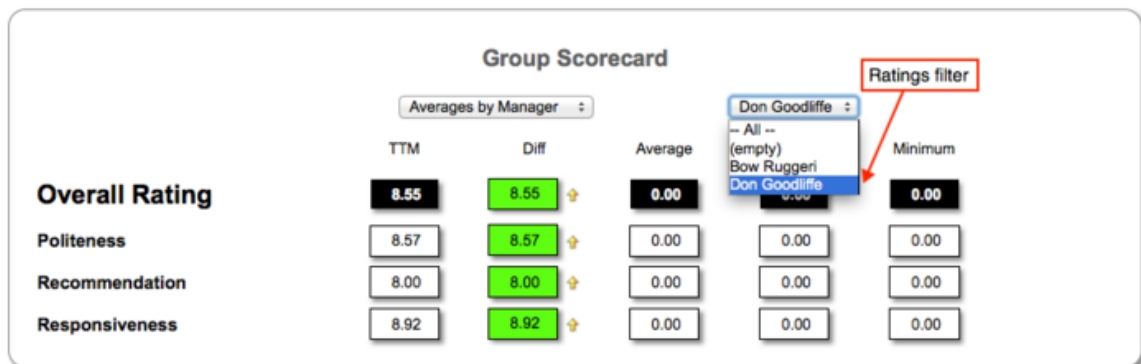 Group Scorecard
Ratings filter
Averages by Manager
Don Goodliffe
-- All --
(empty)
Bow Ruggeri
Don Goodliffe
TTM Diff Average Minimum
Overall Rating 8.55 8.55 0.00 0.00 0.00
Politeness 8.57 8.57 0.00 0.00 0.00
Recommendation 8.00 8.00 0.00 0.00 0.00
Responsiveness 8.92 8.92 0.00 0.00 0.00